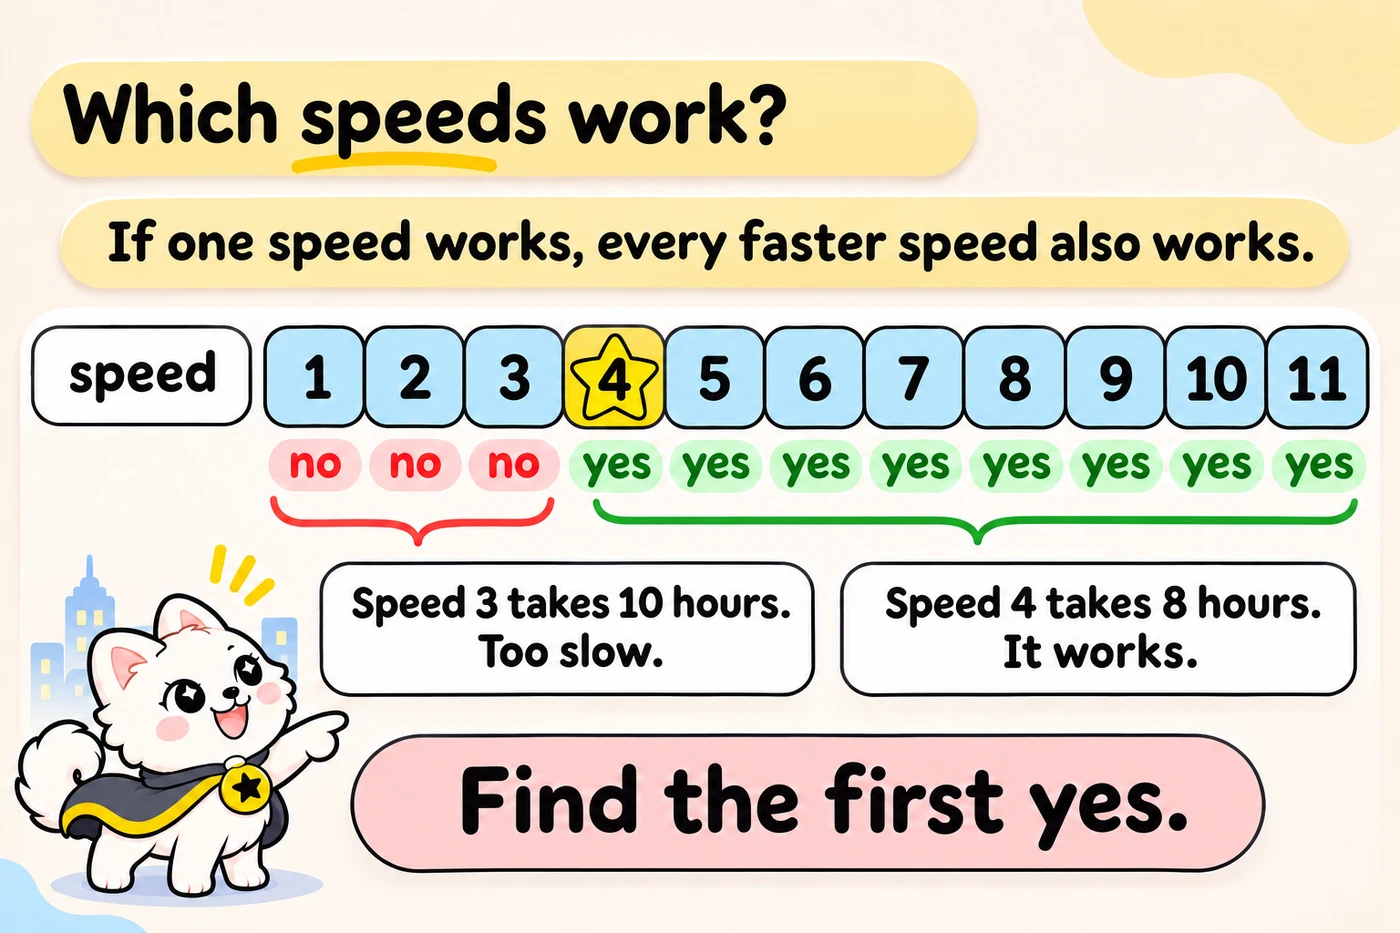 Which speeds work?
If one speed works, every faster speed also works.
speed 1 2 3 4 5 6 7 8 9 10 11
no no no yes yes yes yes yes yes yes yes
Speed 3 takes 10 hours.
Too slow.
Speed 4 takes 8 hours.
It works.
Find the first yes.